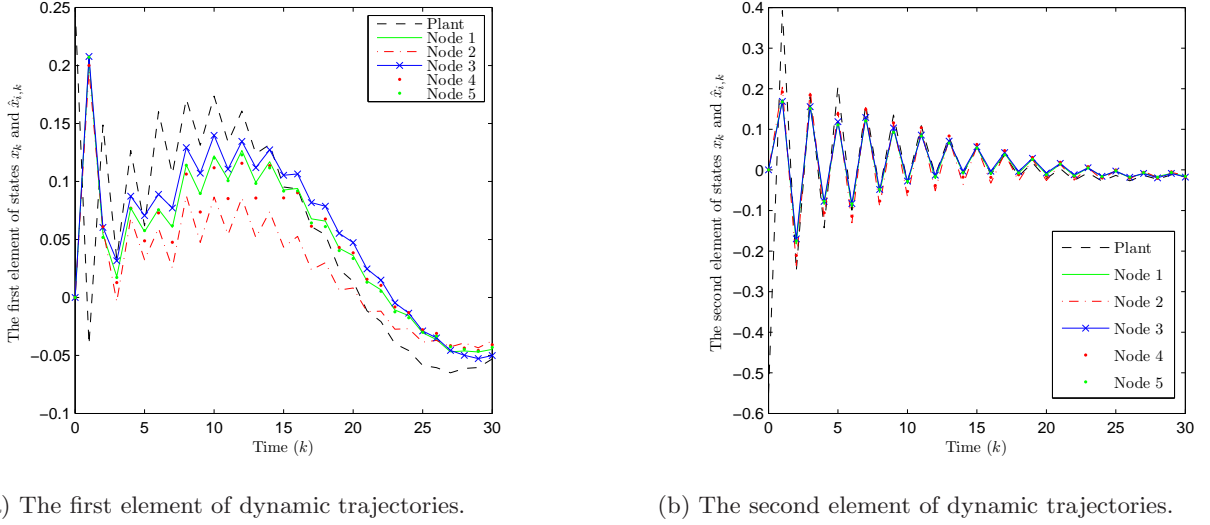 0.25
0.2
0.15
0.1
0.05
0
−0.05
−0.1
0 5 10 15 20 25 30
Time (k)
The first element of states x_k and x̂_{i,k}
Plant
Node 1
Node 2
Node 3
Node 4
Node 5
) The first element of dynamic trajectories.
0.4
0.3
0.2
0.1
0
−0.1
−0.2
−0.3
−0.4
−0.5
−0.6
0 5 10 15 20 25 30
Time (k)
The second element of states x_k and x̂_{i,k}
Plant
Node 1
Node 2
Node 3
Node 4
Node 5
(b) The second element of dynamic trajectories.